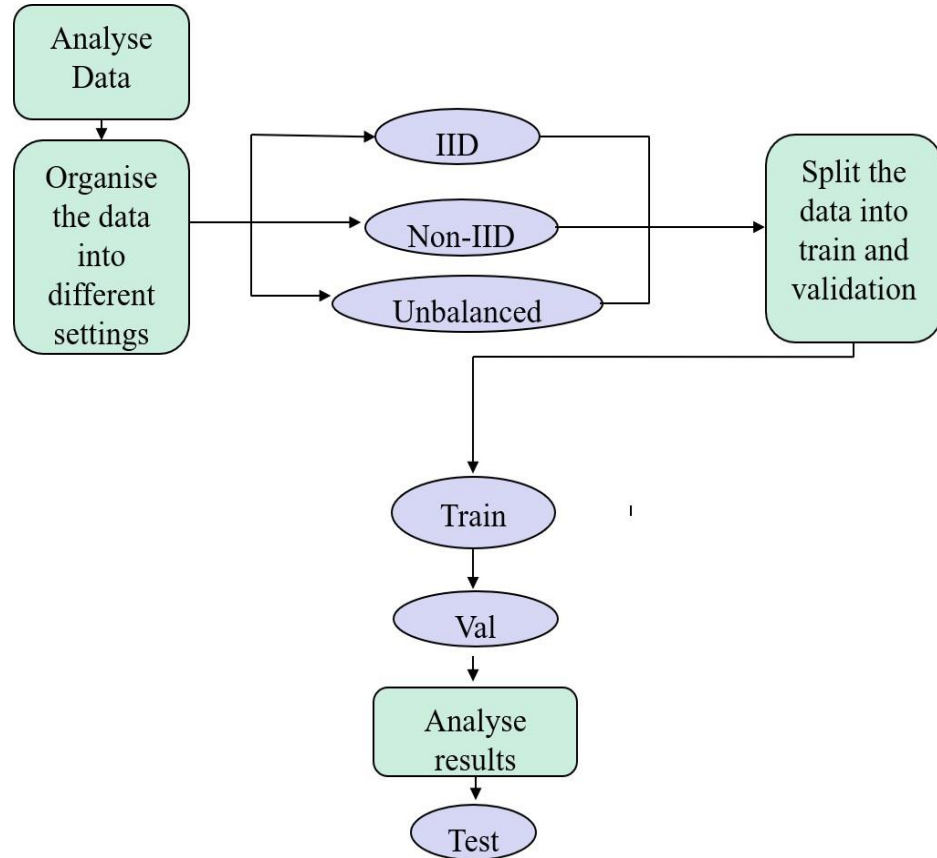 Analyse
Data
Organise
the data
into
different
settings
IID
Non-IID
Unbalanced
Split the
data into
train and
validation
Train
Val
Analyse
results
Test